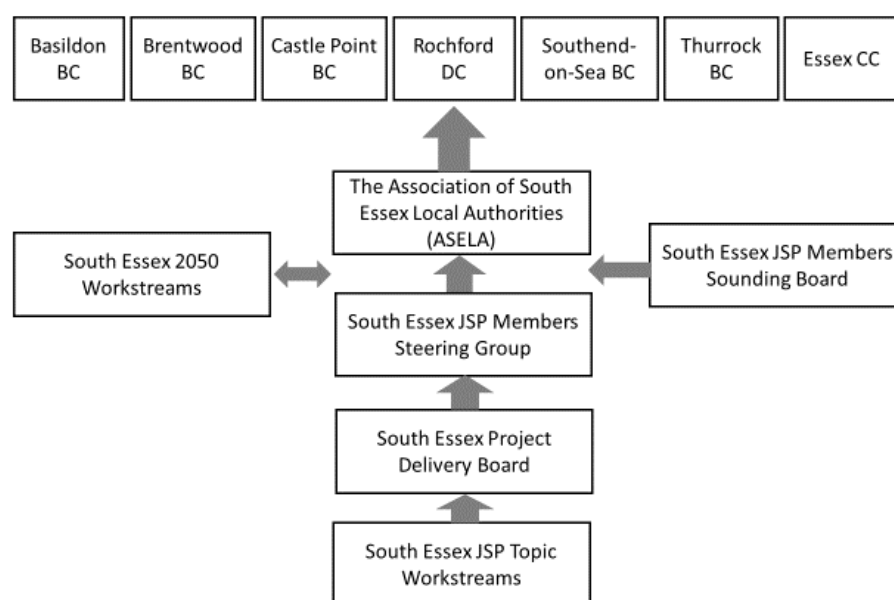 Basildon
BC
Brentwood
BC
Castle Point
BC
Rochford
DC
Southend-
on-Sea BC
Thurrock
BC
Essex CC
The Association of South
Essex Local Authorities
(ASELA)
South Essex 2050
Workstreams
South Essex JSP Members
Sounding Board
South Essex JSP Members
Steering Group
South Essex Project
Delivery Board
South Essex JSP Topic
Workstreams